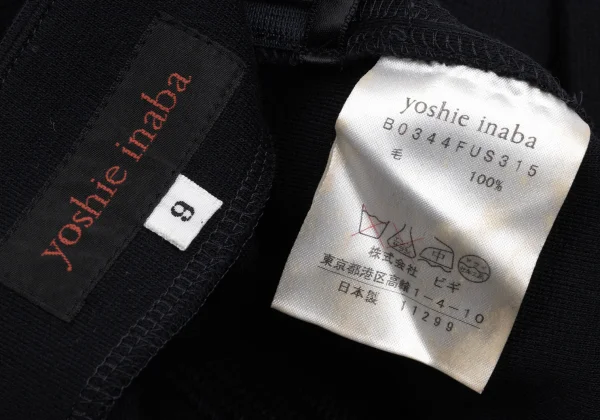 yoshie inaba
9
yoshie inaba
B0344FUS315
毛 100%
中
株式会社 ビギ
東京都港区高輪1-4-10
日本製 11299